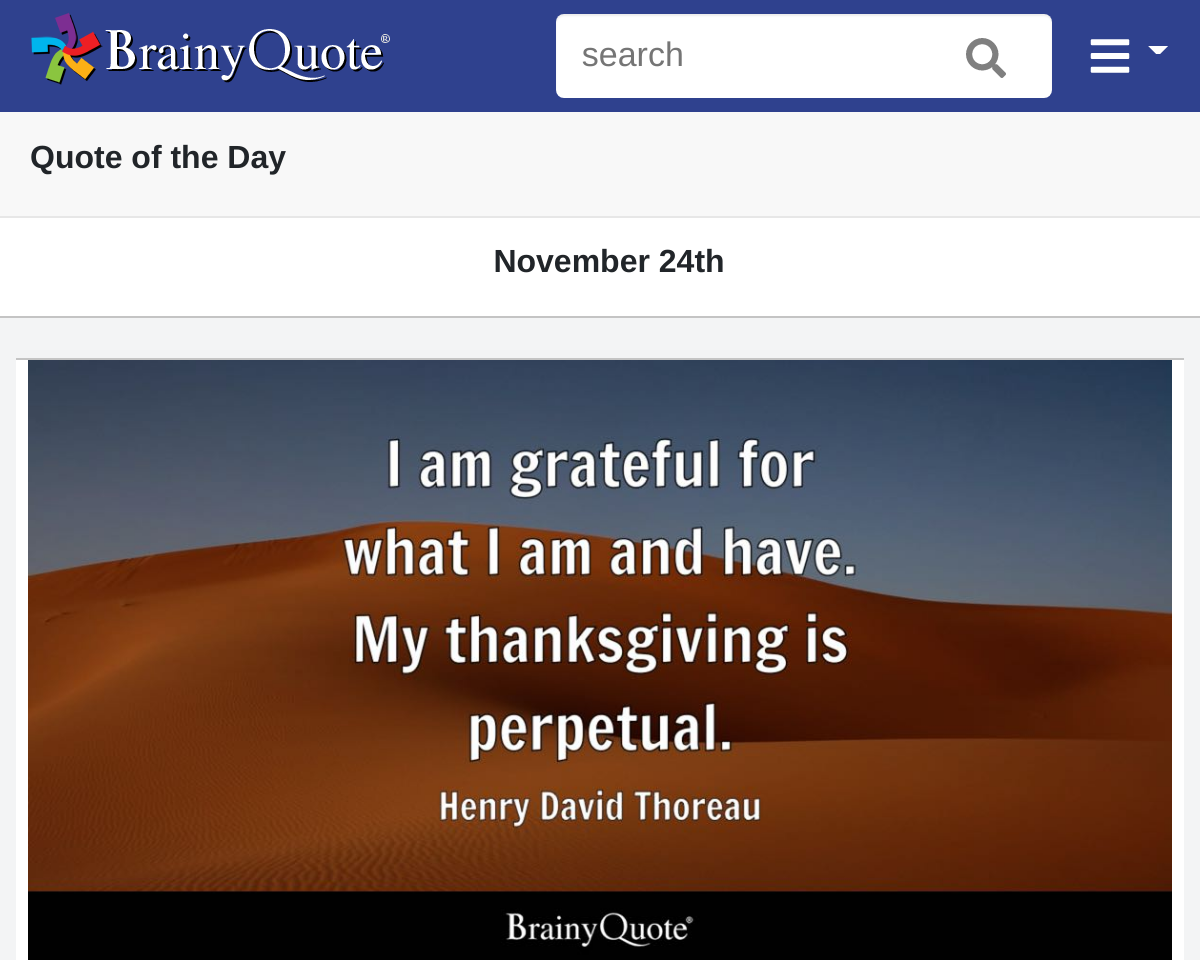 BrainyQuote®
search
Quote of the Day
November 24th
I am grateful for
what I am and have.
My thanksgiving is
perpetual.
Henry David Thoreau
BrainyQuote®